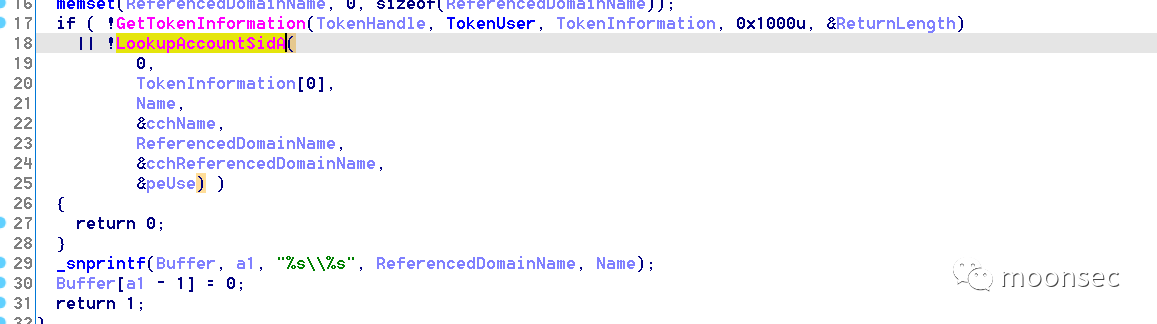 16 memset(ReferencedDomainName, 0, sizeof(ReferencedDomainName));
17 if ( !GetTokenInformation(TokenHandle, TokenUser, TokenInformation, 0x1000u, &ReturnLength)
18 || !LookupAccountSidA(
19 0,
20 TokenInformation[0],
21 Name,
22 &cchName,
23 ReferencedDomainName,
24 &cchReferencedDomainName,
25 &peUse) )
26 {
27 return 0;
28 }
29 _snprintf(Buffer, a1, "%s\\%s", ReferencedDomainName, Name);
30 Buffer[a1 - 1] = 0;
moonsec
31 return 1;
32 }